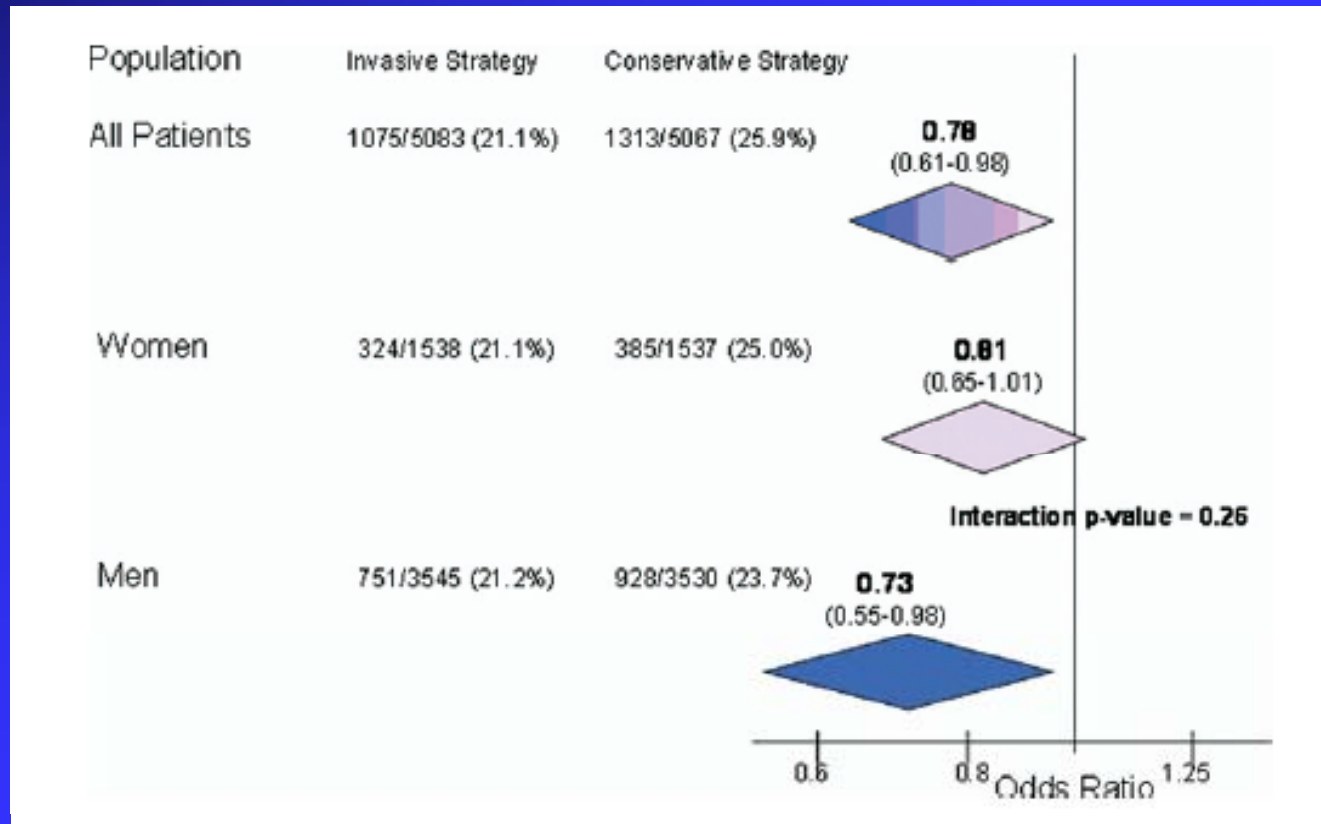 Population Invasive Strategy Conservative Strategy
All Patients 1075/5083 (21.1%) 1313/5067 (25.9%) 0.78
(0.61-0.98)
Women 324/1538 (21.1%) 385/1537 (25.0%) 0.81
(0.65-1.01)
Interaction p-value = 0.26
Men 751/3545 (21.2%) 928/3530 (23.7%) 0.73
(0.55-0.98)
0.6 0.8 1.25
Odds Ratio